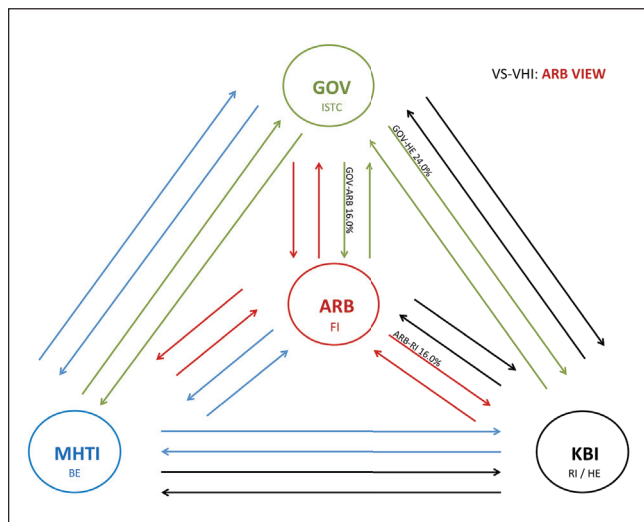 GOV
ISTC
VS-VHI: ARB VIEW
GOV-HE 24.0%
GOV-ARB 16.0%
ARB
FI
ARB-RI 16.0%
MHTI
BE
KBI
RI / HE